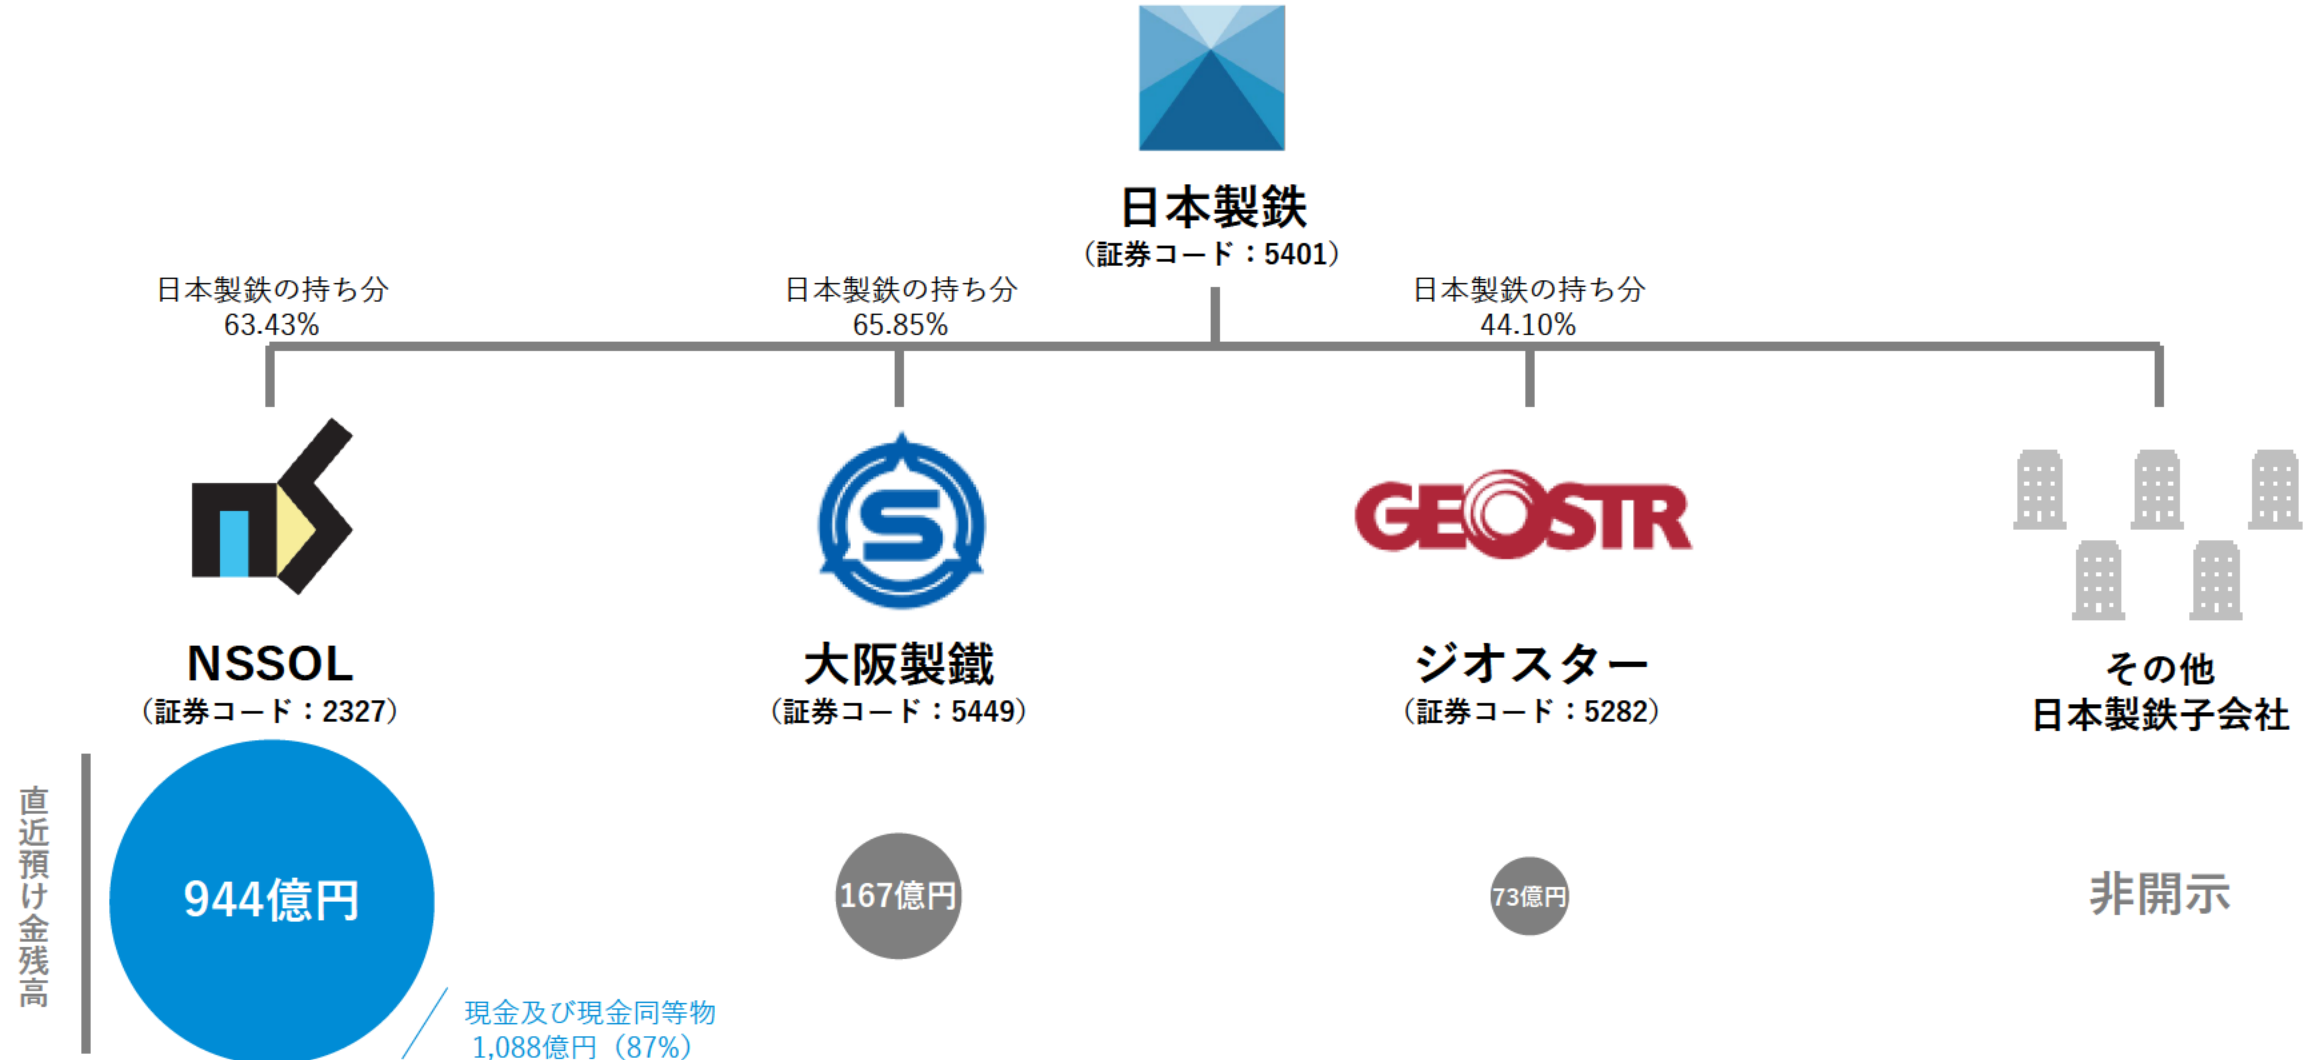 日本製鉄
（証券コード：5401）
日本製鉄の持ち分
63.43%
日本製鉄の持ち分
65.85%
日本製鉄の持ち分
44.10%
GEOSTR
NSSOL
（証券コード：2327）
大阪製鐵
（証券コード：5449）
ジオスター
（証券コード：5282）
その他
日本製鉄子会社
直近預け金残高
944億円
167億円
73億円
非開示
現金及び現金同等物
1,088億円（87%）